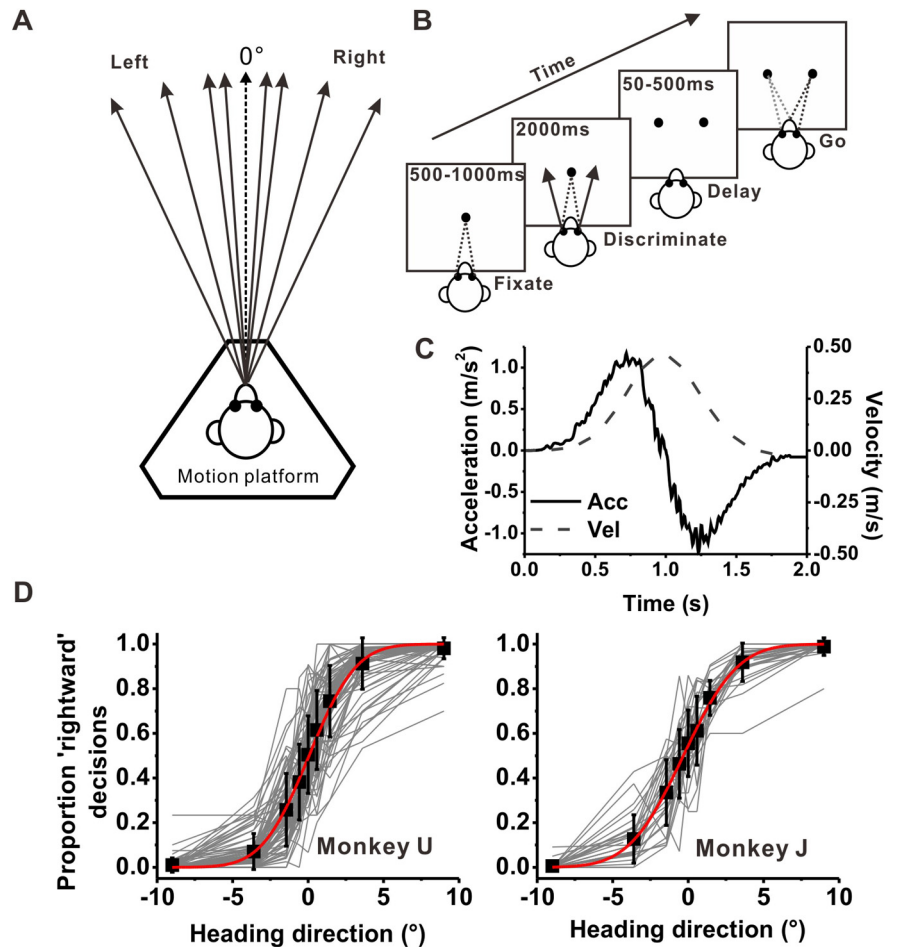 A
Left
0°
Right
Motion platform
B
Time
500-1000ms
Fixate
2000ms
Discriminate
50-500ms
Delay
Go
C
Acceleration (m/s²)
1.0
0.5
0.0
-0.5
-1.0
Acc
Vel
0.50
0.25
0.00
-0.25
-0.50
Velocity (m/s)
0.0 0.5 1.0 1.5 2.0
Time (s)
D
Proportion 'rightward'
decisions
1.0
0.8
0.6
0.4
0.2
0.0
Monkey U
-10 -5 0 5 10
Heading direction (°)
1.0
0.8
0.6
0.4
0.2
0.0
Monkey J
-10 -5 0 5 10
Heading direction (°)